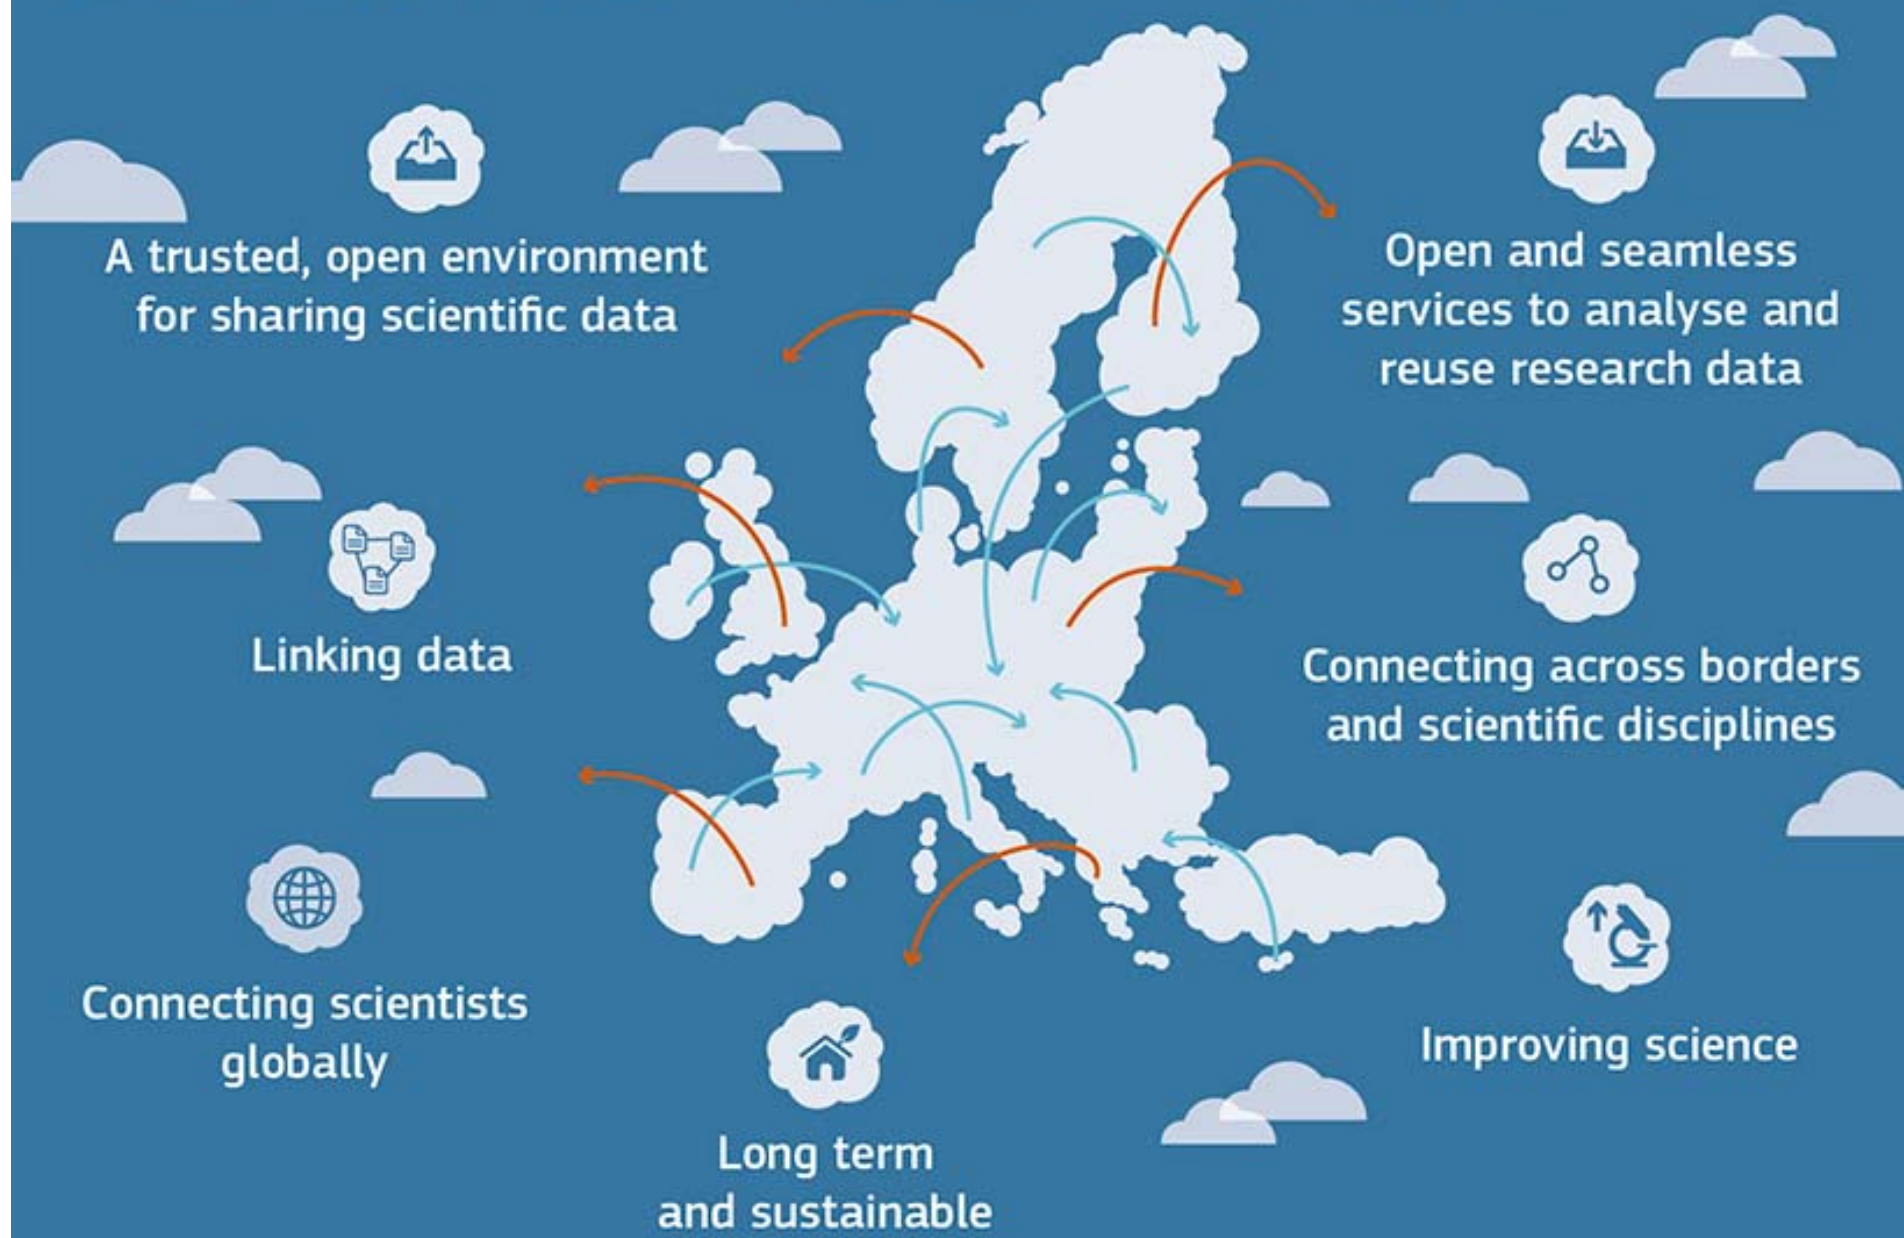 A trusted, open environment
for sharing scientific data
Open and seamless
services to analyse and
reuse research data
Linking data
Connecting across borders
and scientific disciplines
Connecting scientists
globally
Improving science
Long term
and sustainable